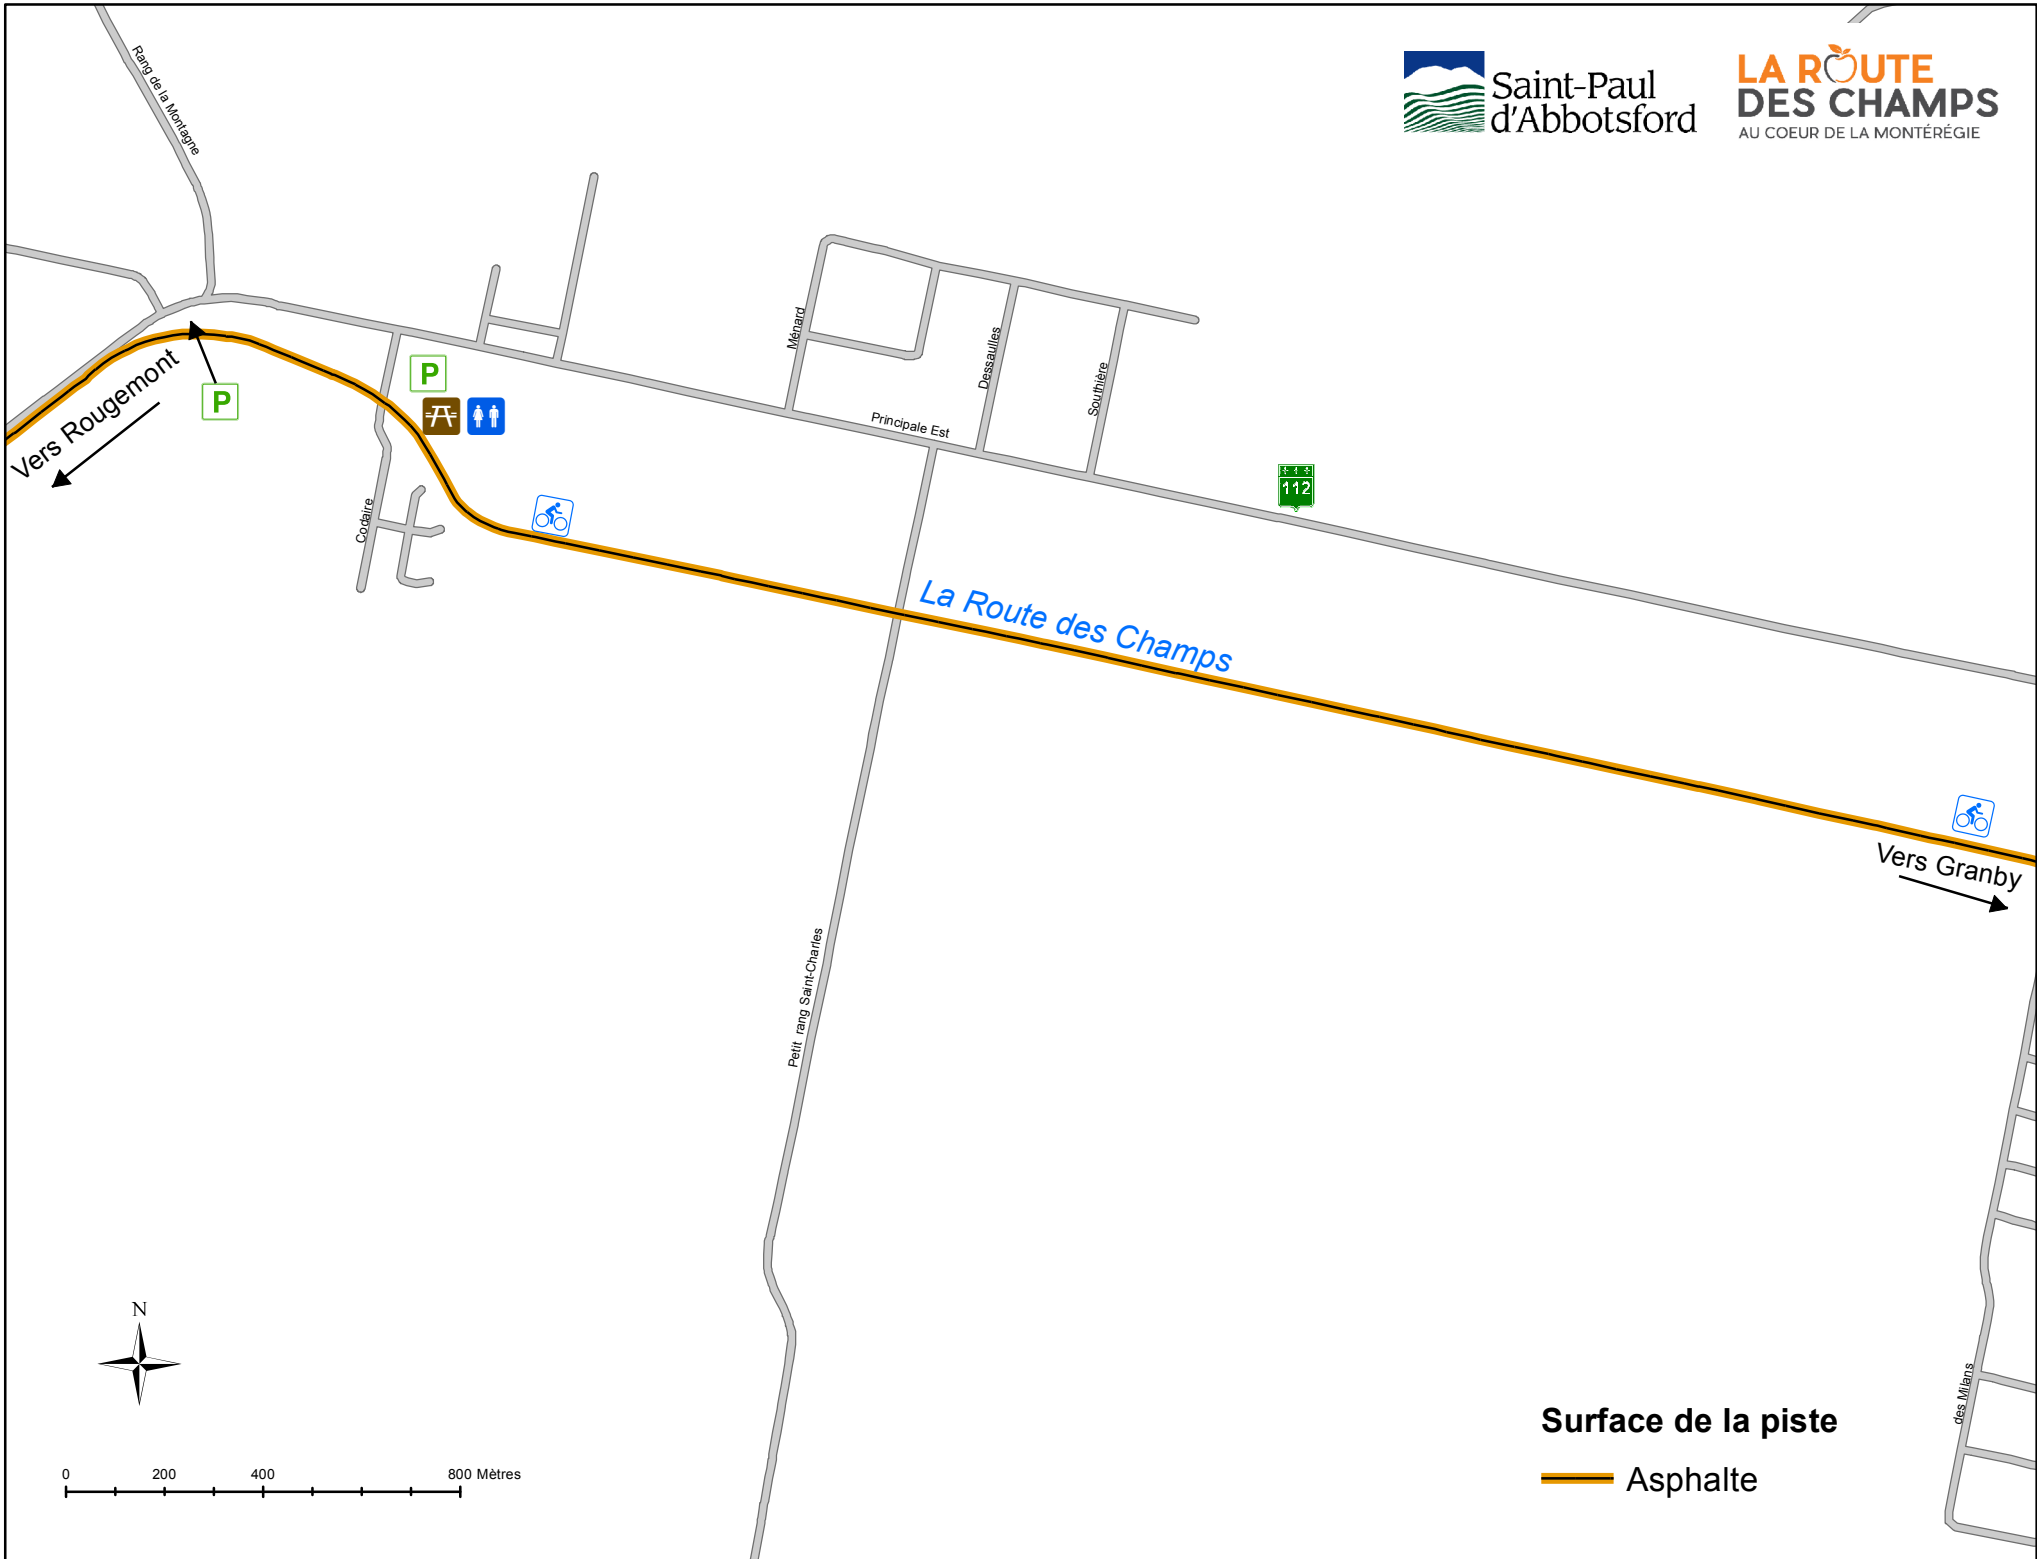 Rang de la Montagne
Saint-Paul
d'Abbotsford
LA ROUTE
DES CHAMPS
AU COEUR DE LA MONTÉRÉGIE
Ménard
Dessaulles
Southière
P
P
Vers Rougemont
Principale Est
112
Codaire
La Route des Champs
Vers Granby
Petit rang Saint-Charles
N
des Milans
Surface de la piste
Asphalte
0 200 400 800 Mètres